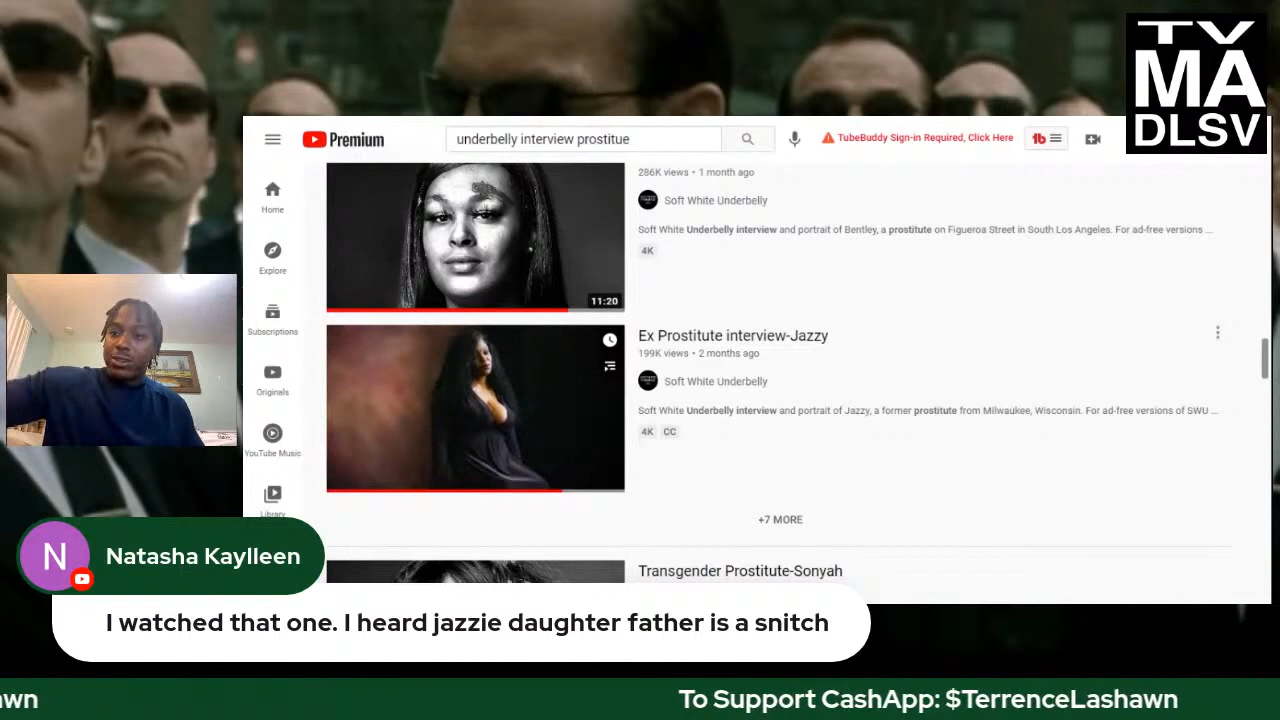 TV
MA
DLSV
Premium
underbelly interview prostitue
TubeBuddy Sign-in Required, Click Here
tb
Home
Explore
Subscriptions
Originals
YouTube Music
Library
286K views • 1 month ago
Soft White Underbelly
Soft White Underbelly interview and portrait of Bentley, a prostitute on Figueroa Street in South Los Angeles. For ad-free versions ...
4K
11:20
Ex Prostitute interview-Jazzy
199K views • 2 months ago
Soft White Underbelly
Soft White Underbelly interview and portrait of Jazzy, a former prostitute from Milwaukee, Wisconsin. For ad-free versions of SWU ...
4K CC
+7 MORE
Transgender Prostitute-Sonyah
N
Natasha Kaylleen
I watched that one. I heard jazzie daughter father is a snitch
awn
To Support CashApp: $TerrenceLashawn